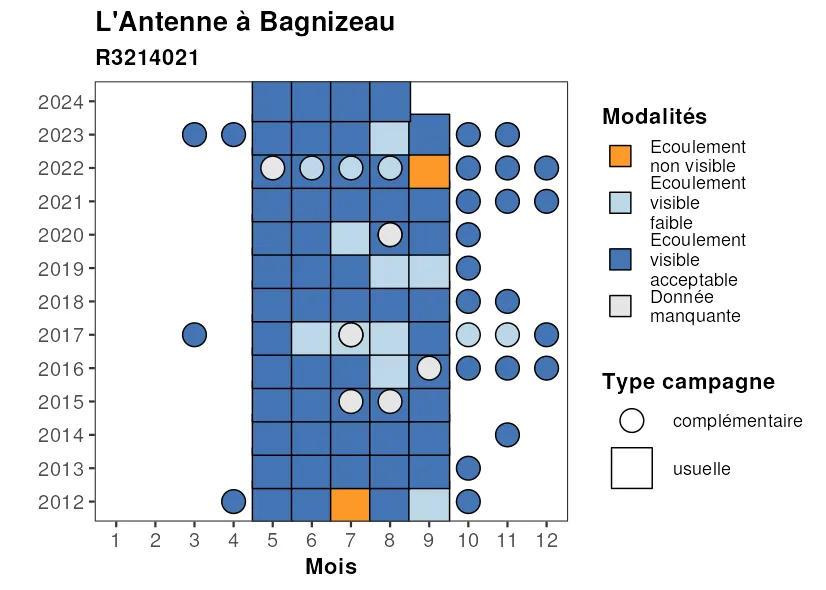 L'Antenne à Bagnizeau
R3214021
2024
2023
2022
2021
2020
2019
2018
2017
2016
2015
2014
2013
2012
1 2 3 4 5 6 7 8 9 10 11 12
Mois
Modalités
Ecoulement
non visible
Ecoulement
visible
faible
Ecoulement
visible
acceptable
Donnée
manquante
Type campagne
complémentaire
usuelle